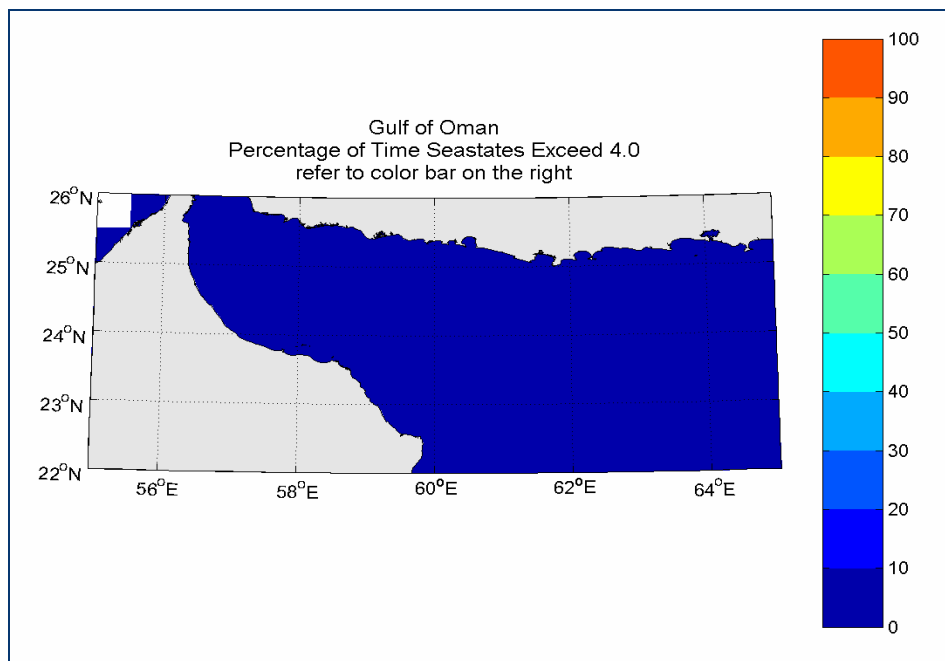 Gulf of Oman
Percentage of Time Seastates Exceed 4.0
refer to color bar on the right
26°N
25°N
24°N
23°N
22°N
56°E
58°E
60°E
62°E
64°E
100
90
80
70
60
50
40
30
20
10
0